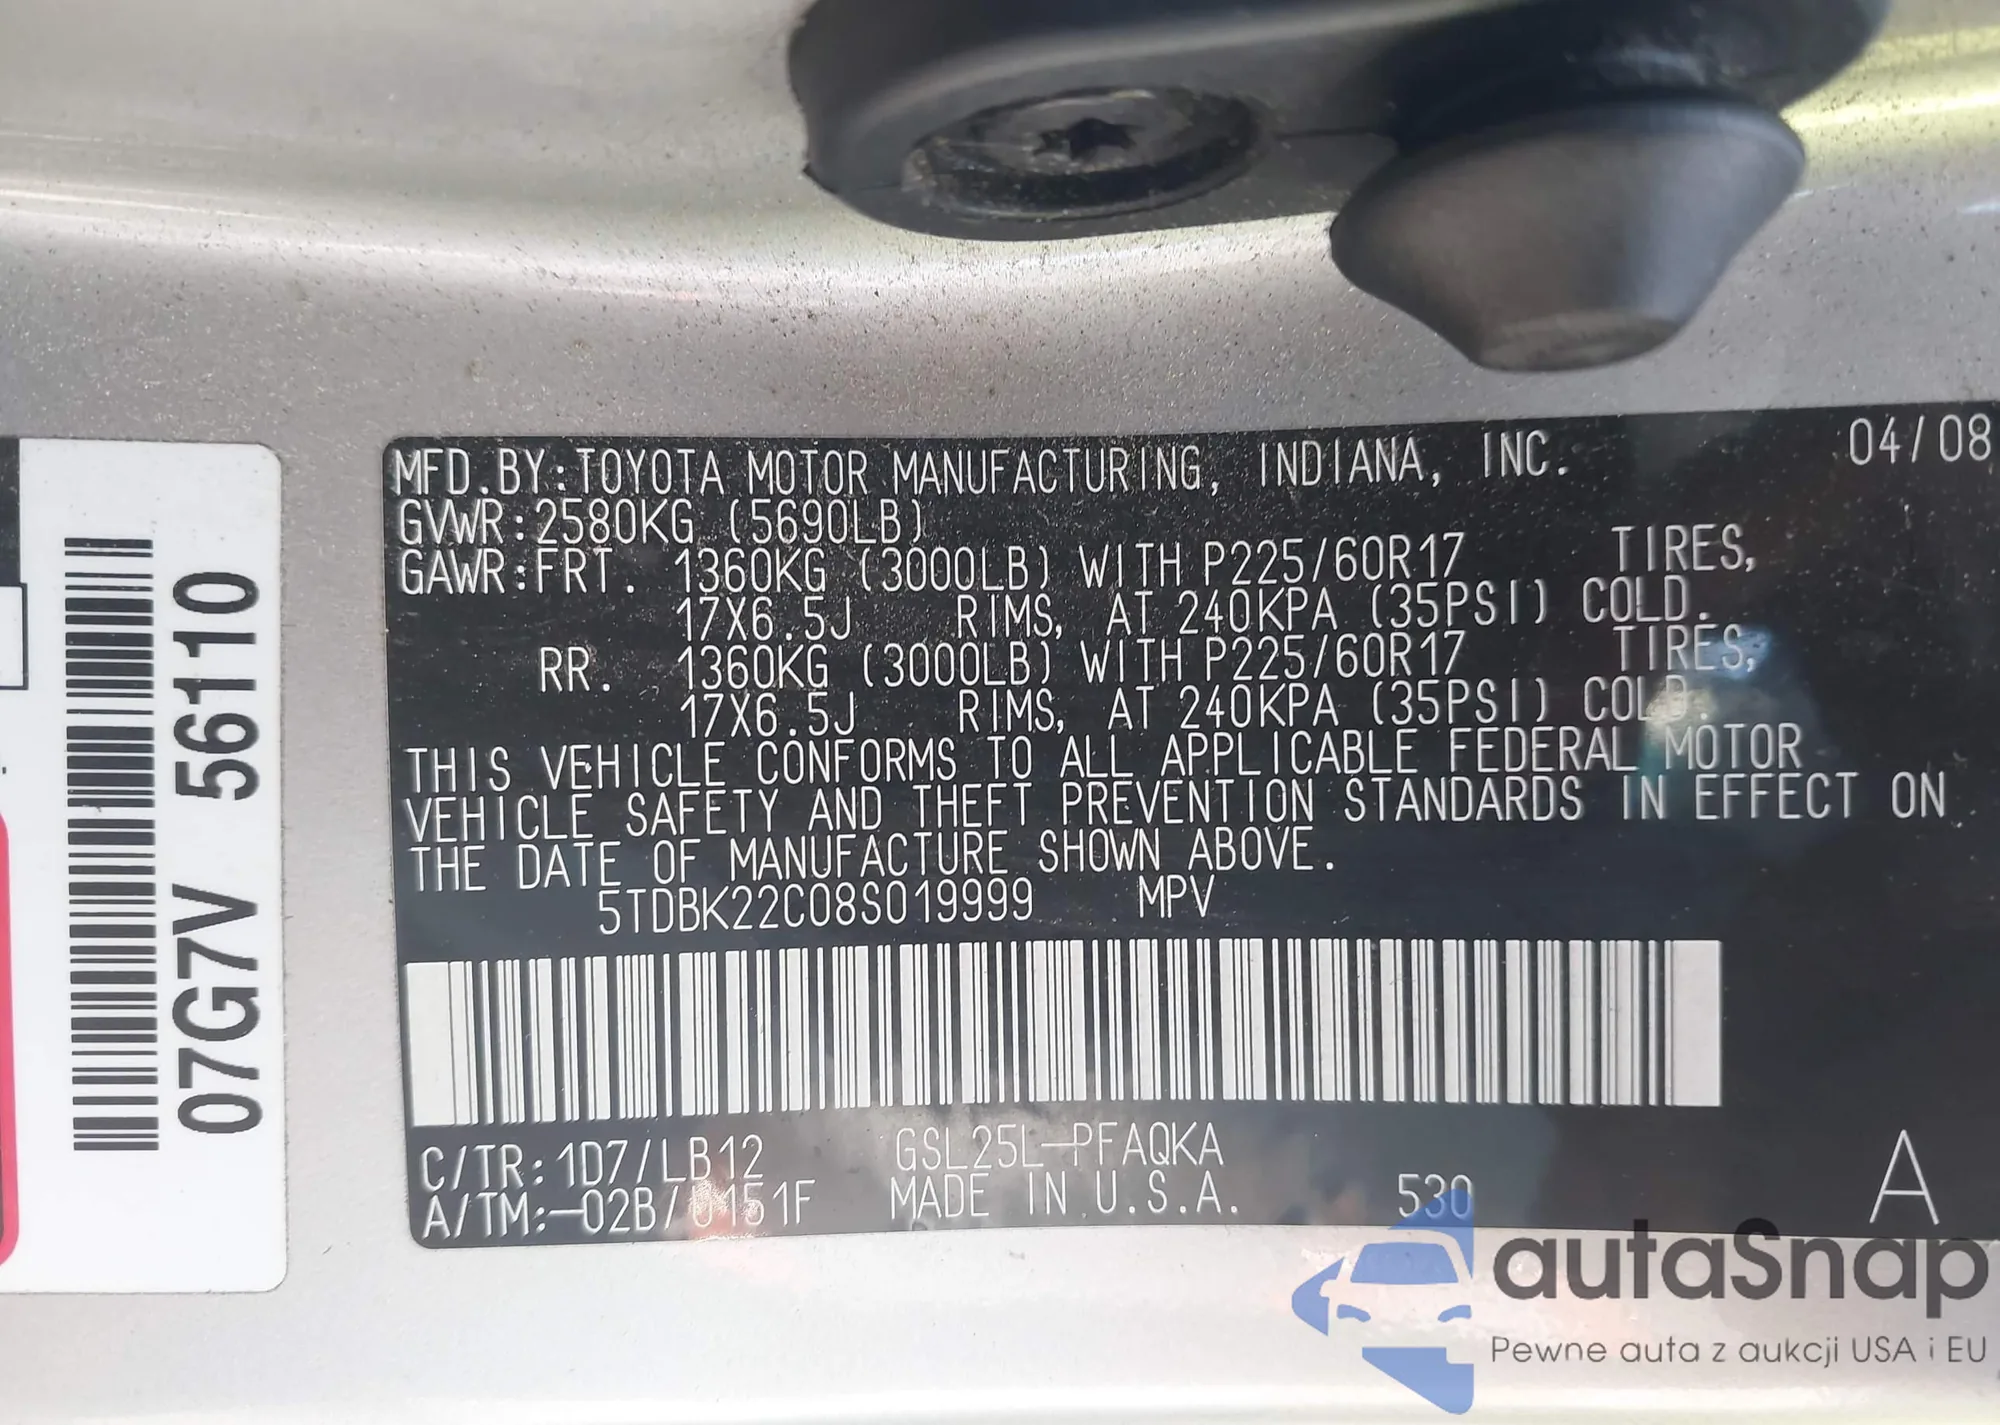 07G7V 56110
MFD.BY:TOYOTA MOTOR MANUFACTURING, INDIANA, INC. 04/08
GVWR:2580KG (5690LB)
GAWR:FRT. 1360KG (3000LB) WITH P225/60R17 TIRES,
17X6.5J RIMS, AT 240KPA (35PSI) COLD.
RR. 1360KG (3000LB) WITH P225/60R17 TIRES,
17X6.5J RIMS, AT 240KPA (35PSI) COLD.
THIS VEHICLE CONFORMS TO ALL APPLICABLE FEDERAL MOTOR
VEHICLE SAFETY AND THEFT PREVENTION STANDARDS IN EFFECT ON
THE DATE OF MANUFACTURE SHOWN ABOVE.
5TDBK22C08S019999 MPV
C/TR:1D7/LB12 GSL25L-PFAQKA
A/TM:-02B/U151F MADE IN U.S.A. 530 A
autaSnap
Pewne auta z aukcji USA i EU